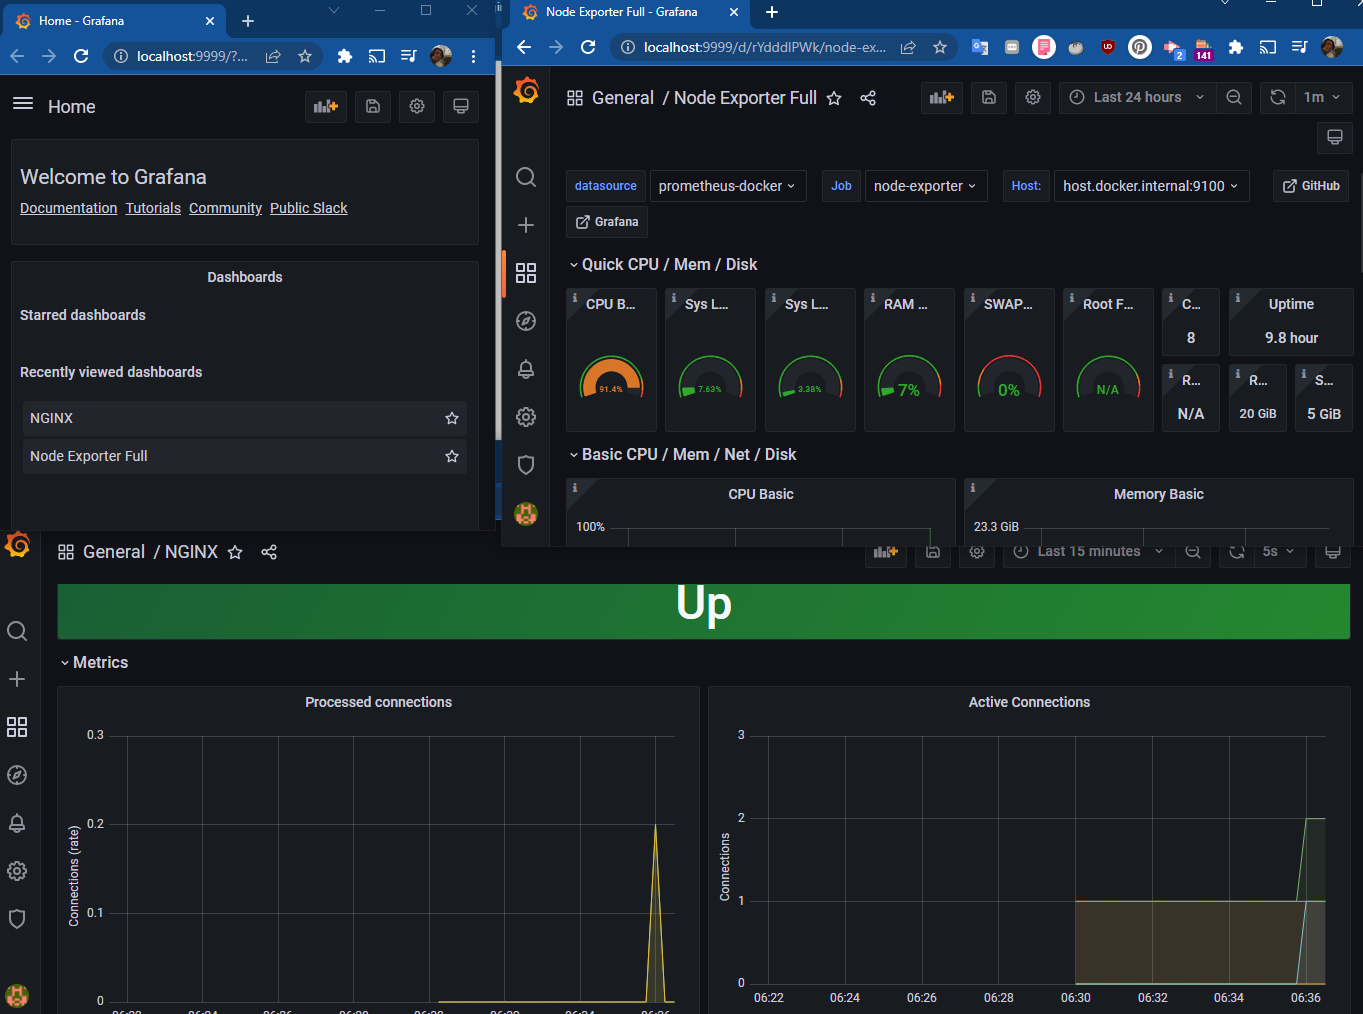 Home - Grafana
localhost:9999/?...
Home
Welcome to Grafana
Documentation Tutorials Community Public Slack
Dashboards
Starred dashboards
Recently viewed dashboards
NGINX
Node Exporter Full
Node Exporter Full - Grafana
localhost:9999/d/rYdddlPWk/node-ex...
2
141
General / Node Exporter Full
Last 24 hours
1m
datasource prometheus-docker Job node-exporter Host: host.docker.internal:9100 GitHub
Grafana
Quick CPU / Mem / Disk
CPU B... Sys L... Sys L... RAM ... SWAP... Root F... C... Uptime
8 9.8 hour
91.4% 7.63% 3.38% 7% 0% N/A
R... R... S...
N/A 20 GiB 5 GiB
Basic CPU / Mem / Net / Disk
CPU Basic
100%
Memory Basic
23.3 GiB
General / NGINX
Last 15 minutes
5s
Up
Metrics
Processed connections
Connections (rate)
0.3
0.2
0.1
0
Active Connections
Connections
3
2
1
0
06:22 06:24 06:26 06:28 06:30 06:32 06:34 06:36